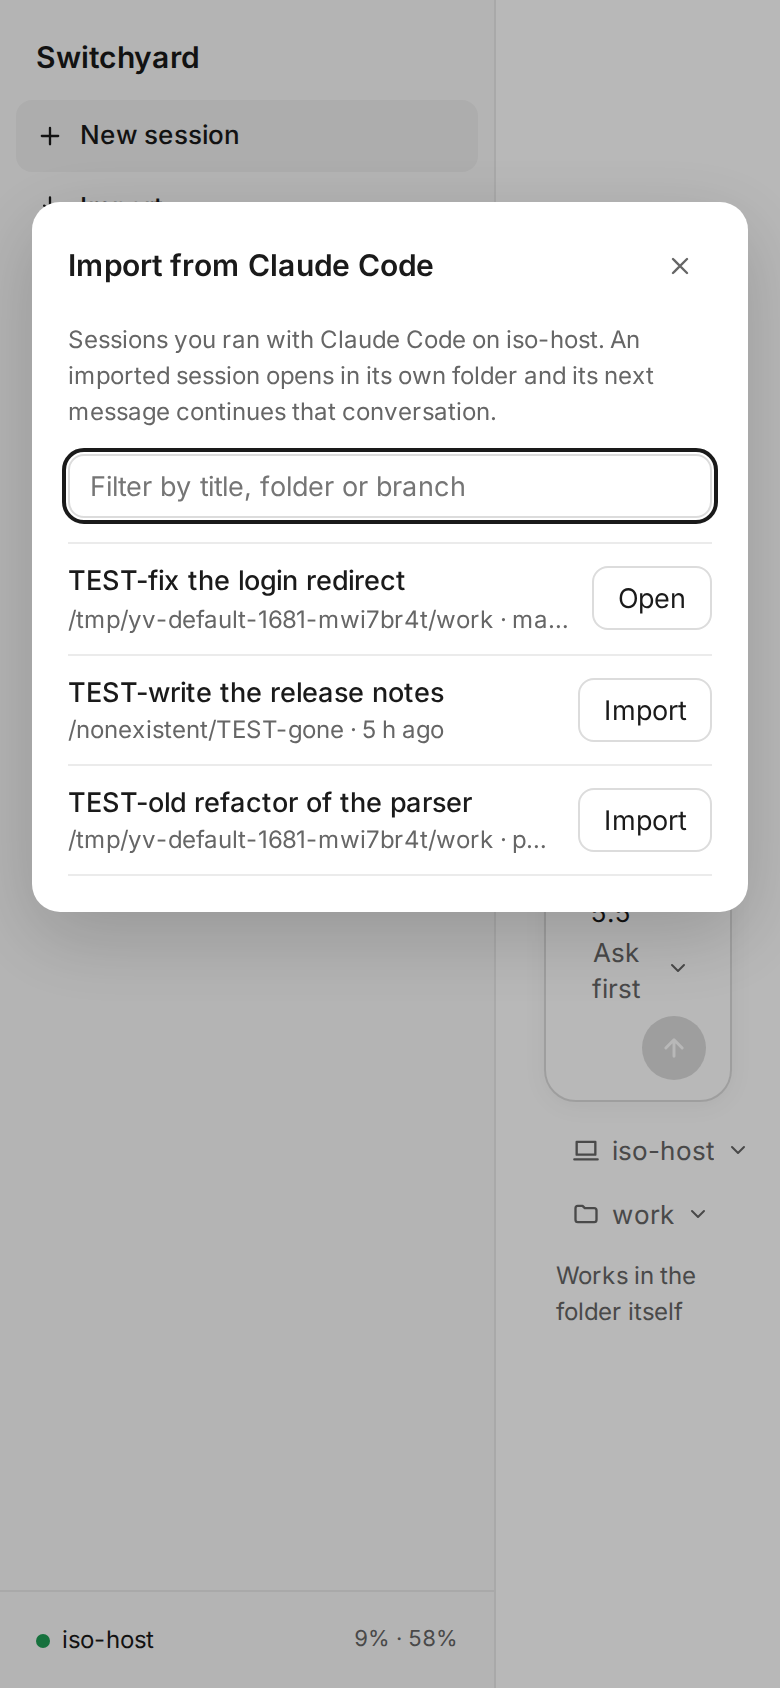 Switchyard
New session
Import
Import from Claude Code
Sessions you ran with Claude Code on iso-host. An
imported session opens in its own folder and its next
message continues that conversation.
Filter by title, folder or branch
TEST-fix the login redirect
/tmp/yv-default-1681-mwi7br4t/work · ma...
Open
TEST-write the release notes
/nonexistent/TEST-gone · 5 h ago
Import
TEST-old refactor of the parser
/tmp/yv-default-1681-mwi7br4t/work · p...
Import
5.5
Ask
first
iso-host
work
Works in the
folder itself
iso-host
9% · 58%